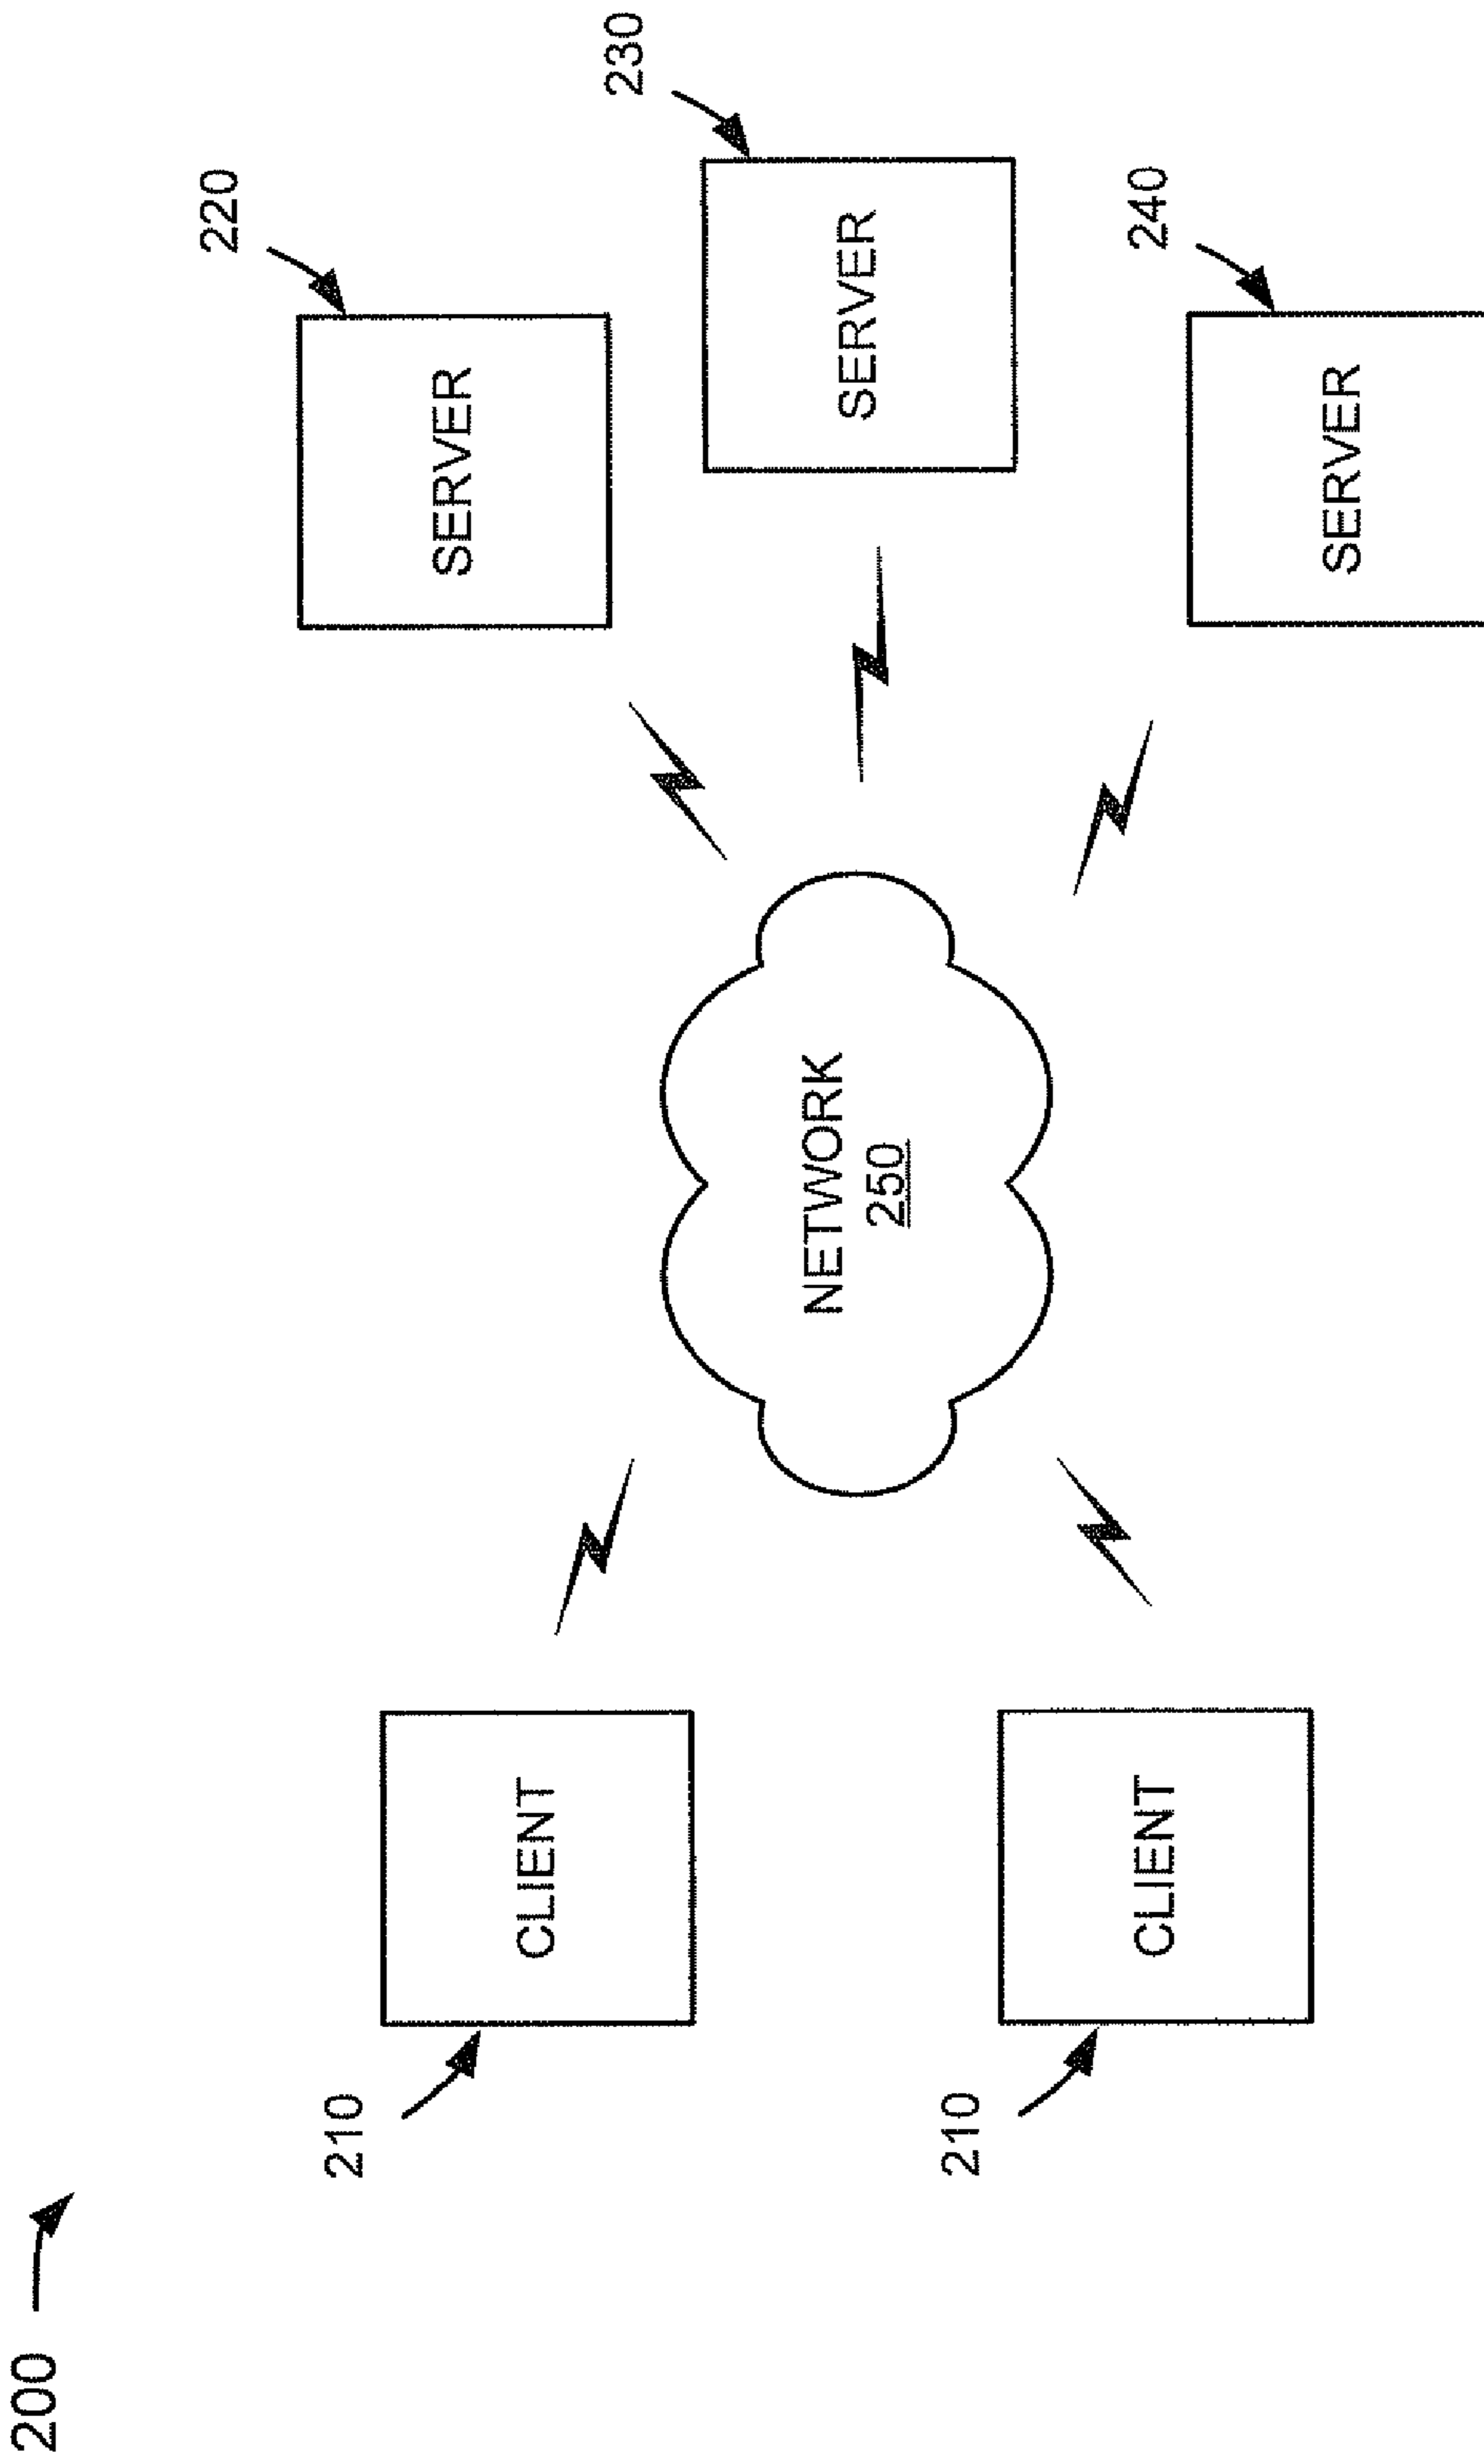 200
210
CLIENT
210
CLIENT
NETWORK
250
220
SERVER
230
SERVER
240
SERVER